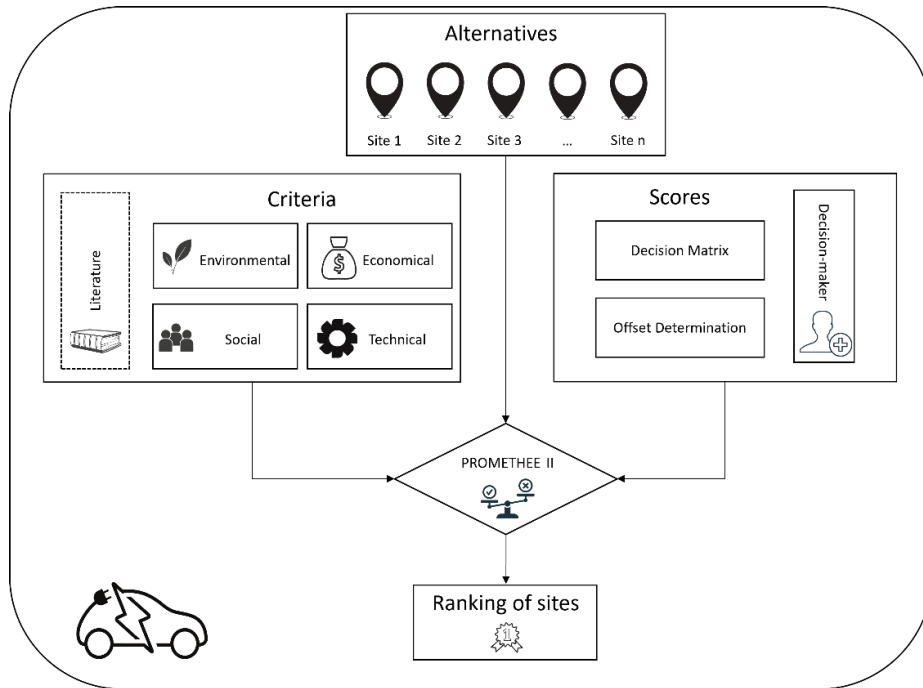 Alternatives
Site 1
Site 2
Site 3
...
Site n
Criteria
Literature
Environmental
Economical
Social
Technical
Scores
Decision Matrix
Offset Determination
Decision-maker
PROMETHEE II
Ranking of sites
1